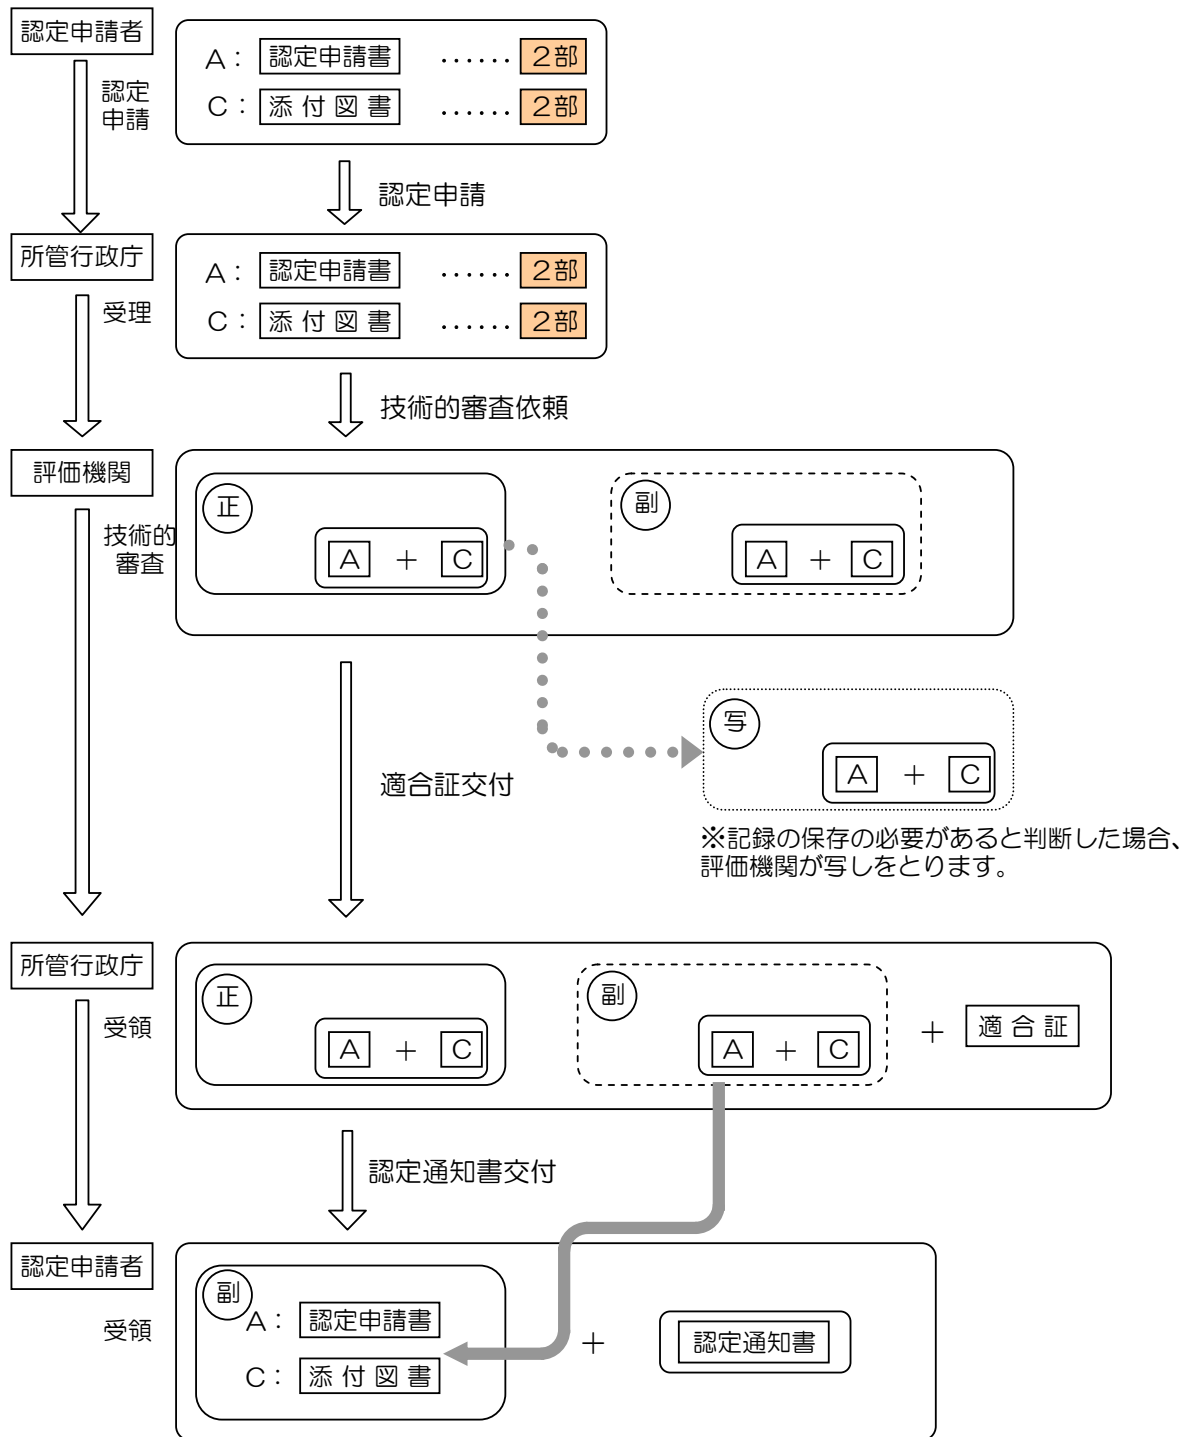 認定申請者
A： 認定申請書 …… 2部
認定
申請
C： 添付図書 …… 2部
認定申請
所管行政庁
A： 認定申請書 …… 2部
受理
C： 添付図書 …… 2部
技術的審査依頼
評価機関
正
副
技術的
審査
A + C
A + C
写
A + C
適合証交付
※記録の保存の必要があると判断した場合、
評価機関が写しをとります。
所管行政庁
正
副
受領
A + C
A + C
+ 適合証
認定通知書交付
認定申請者
副
A： 認定申請書
受領
+ 認定通知書
C： 添付図書